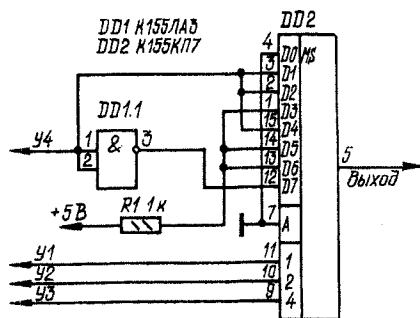 DD1 К155ЛА3
DD2 К155КП7
DD2
4 D0 MS
3 D1
2 D2
1 D3
15 D4
14 D5
13 D6
12 D7
DD1.1
У4
1 & 3
2
5
Выход
+5 В
R1 1к
7 A
У1 11 1
У2 10 2
У3 9 4